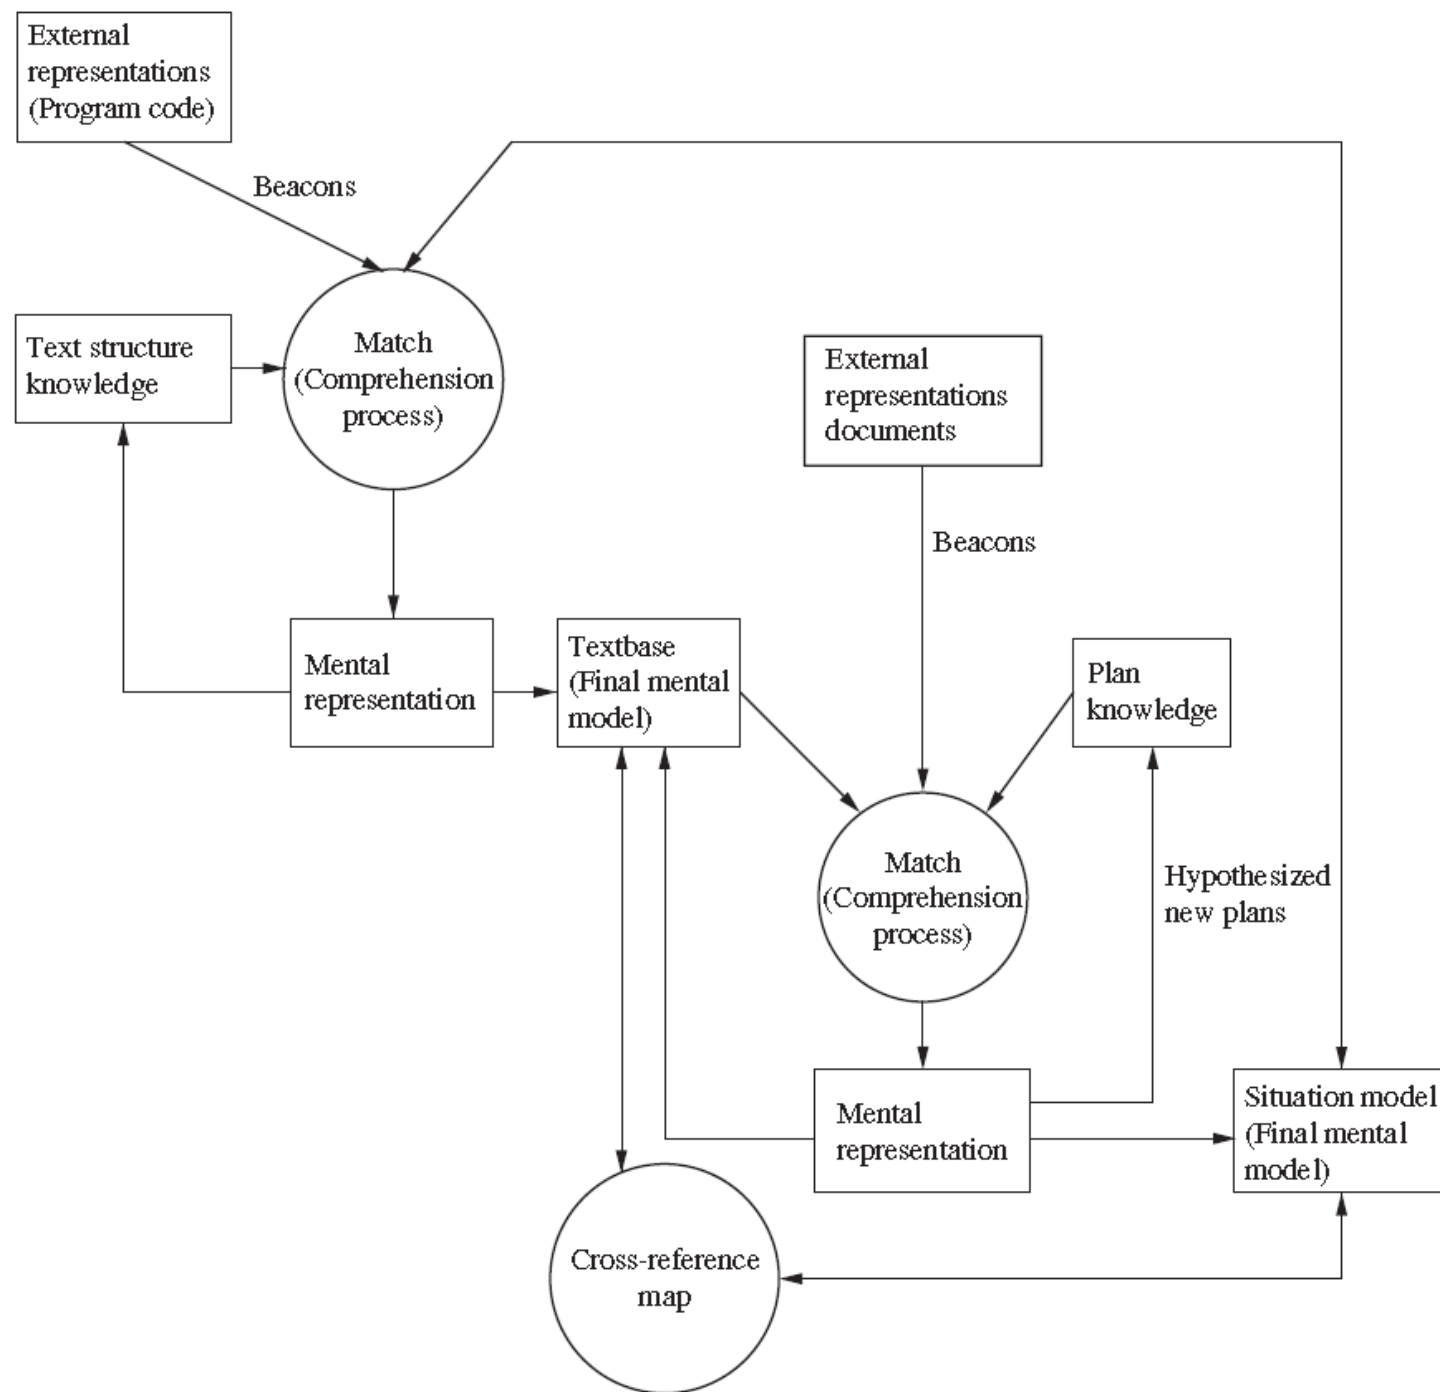 External
representations
(Program code)
Beacons
Text structure
knowledge
Match
(Comprehension
process)
External
representations
documents
Beacons
Mental
representation
Textbase
(Final mental
model)
Plan
knowledge
Match
(Comprehension
process)
Hypothesized
new plans
Mental
representation
Situation model
(Final mental
model)
Cross-reference
map